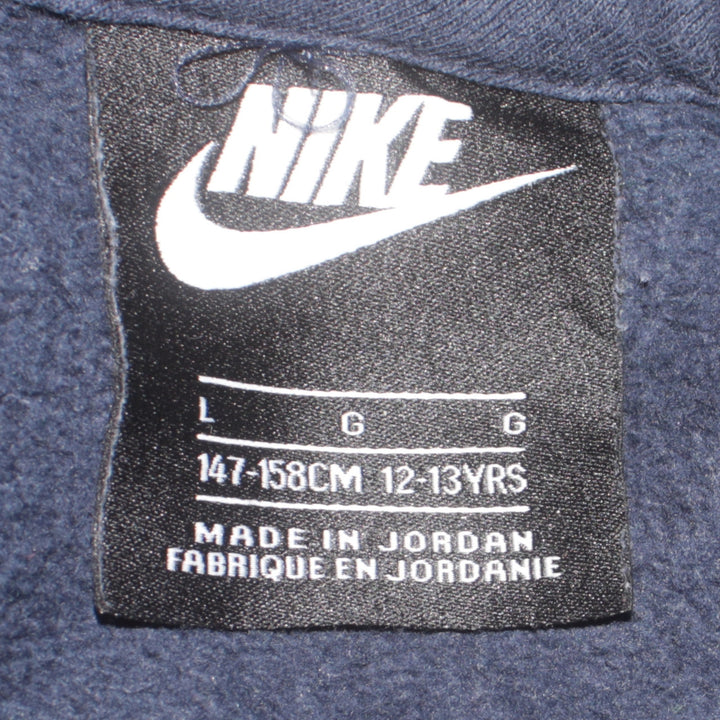 NIKE
L G G
147-158CM 12-13YRS
MADE IN JORDAN
FABRIQUE EN JORDANIE